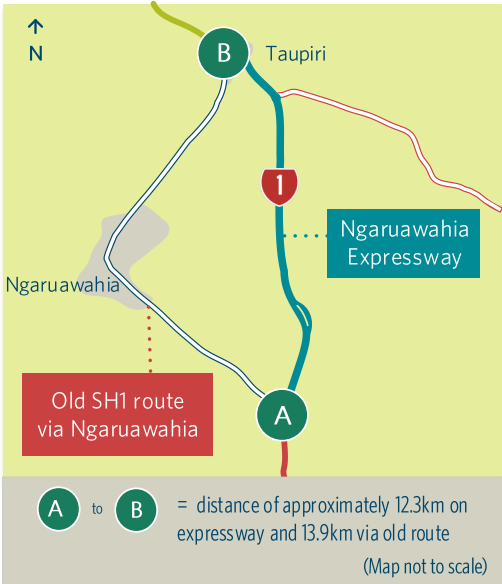 N
B
Taupiri
1
Ngaruawahia
Expressway
Ngaruawahia
Old SH1 route
via Ngaruawahia
A
A to B = distance of approximately 12.3km on
expressway and 13.9km via old route
(Map not to scale)